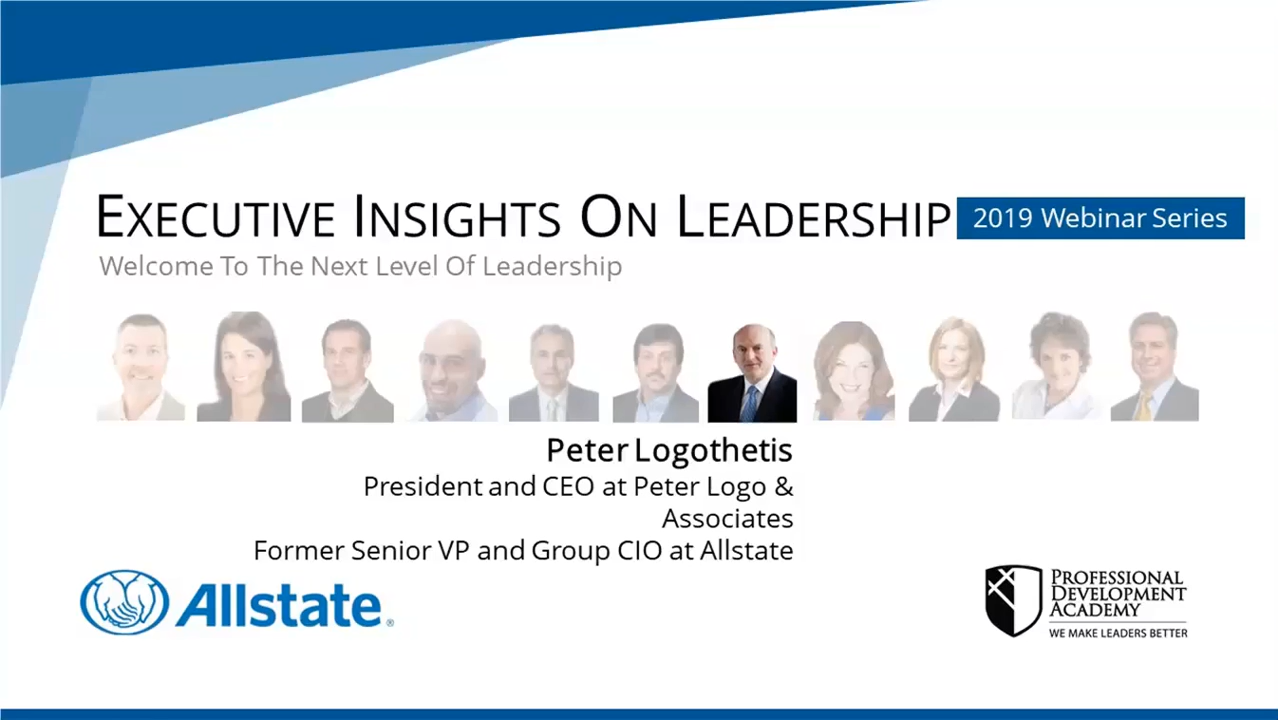 EXECUTIVE INSIGHTS ON LEADERSHIP 2019 Webinar Series
Welcome To The Next Level Of Leadership
Peter Logothetis
President and CEO at Peter Logo &
Associates
Former Senior VP and Group CIO at Allstate
Allstate®
PROFESSIONAL
DEVELOPMENT
ACADEMY
WE MAKE LEADERS BETTER